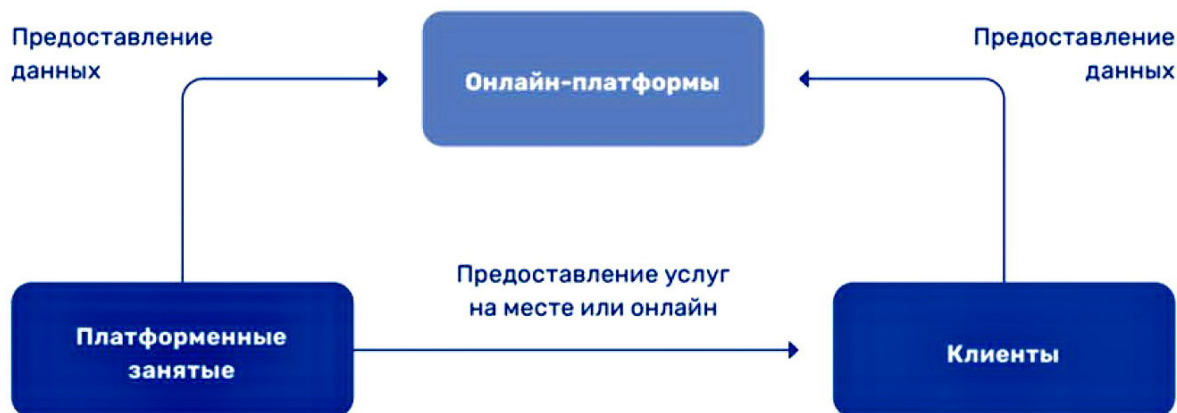 Предоставление
данных
Онлайн-платформы
Предоставление
данных
Предоставление услуг
на месте или онлайн
Платформенные
занятые
Клиенты